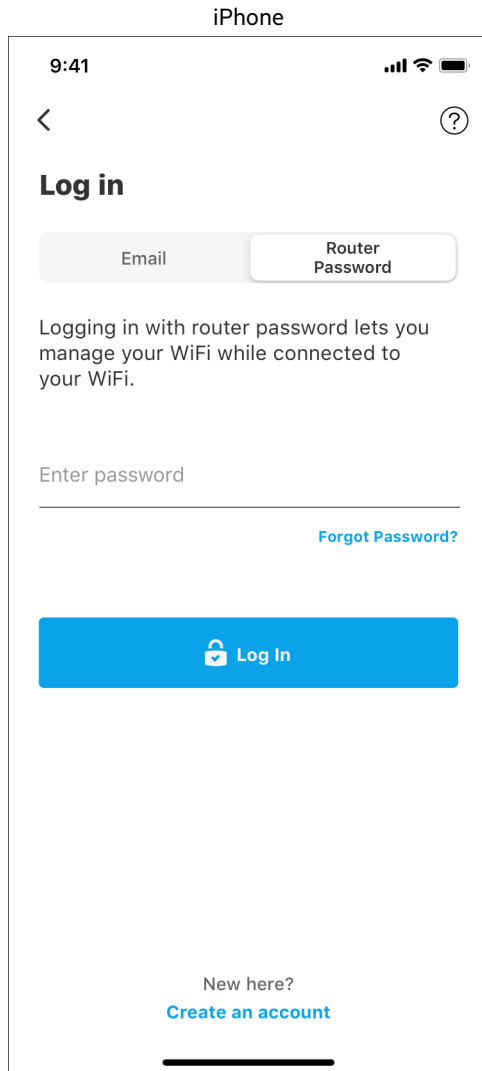 iPhone
9:41
?
Log in
Email
Router
Password
Logging in with router password lets you
manage your WiFi while connected to
your WiFi.
Enter password
Forgot Password?
Log In
New here?
Create an account